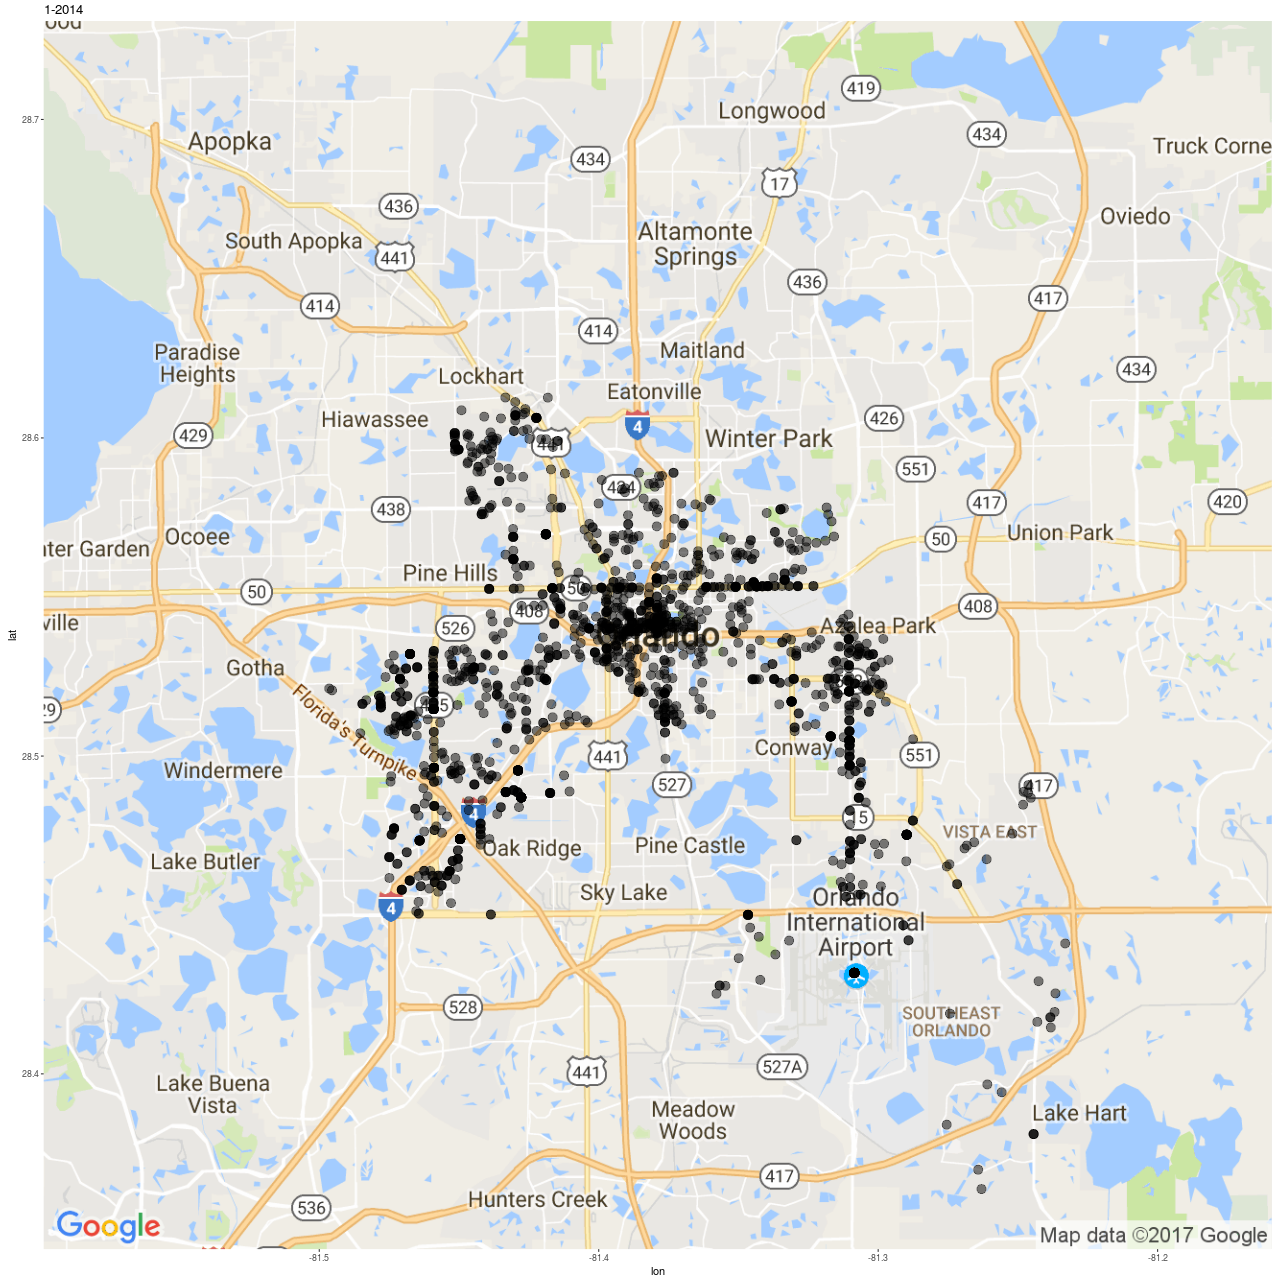 1-2014
ood
419
Longwood
434
Apopka
Truck Corne
434
17
436
Oviedo
South Apopka
Altamonte
Springs
441
436
417
414
414
Paradise
Heights
Maitland
434
Lockhart
Eatonville
Hiawassee
426
4
429
441
Winter Park
551
424
438
417
420
Ocoee
50
Union Park
ater Garden
Pine Hills
50
50
408
408
ville
526
Azalea Park
Gotha
29
Florida's Turnpike
Conway
441
551
Windermere
527
417
4
15
VISTA EAST
Lake Butler
Oak Ridge
Pine Castle
Sky Lake
4
Orlando
International
Airport
528
SOUTHEAST
ORLANDO
441
527A
Lake Buena
Vista
Meadow
Woods
Lake Hart
417
Hunters Creek
536
Google
Map data ©2017 Google
28.7
28.6
28.5
28.4
lat
-81.5
-81.4
-81.3
-81.2
lon